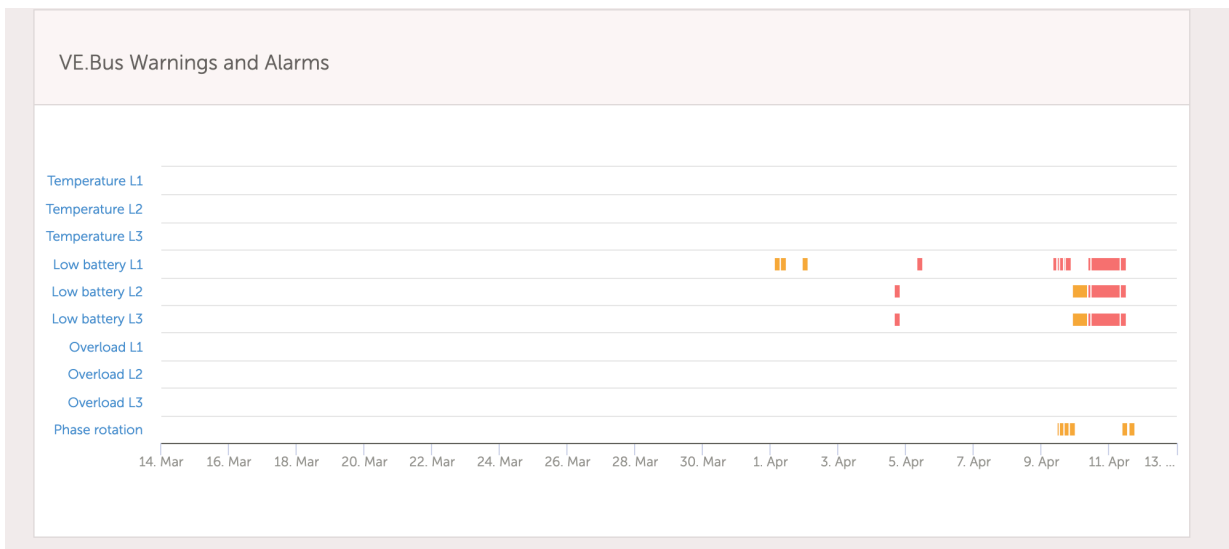 VE.Bus Warnings and Alarms
Temperature L1
Temperature L2
Temperature L3
Low battery L1
Low battery L2
Low battery L3
Overload L1
Overload L2
Overload L3
Phase rotation
14. Mar 16. Mar 18. Mar 20. Mar 22. Mar 24. Mar 26. Mar 28. Mar 30. Mar 1. Apr 3. Apr 5. Apr 7. Apr 9. Apr 11. Apr 13. ...